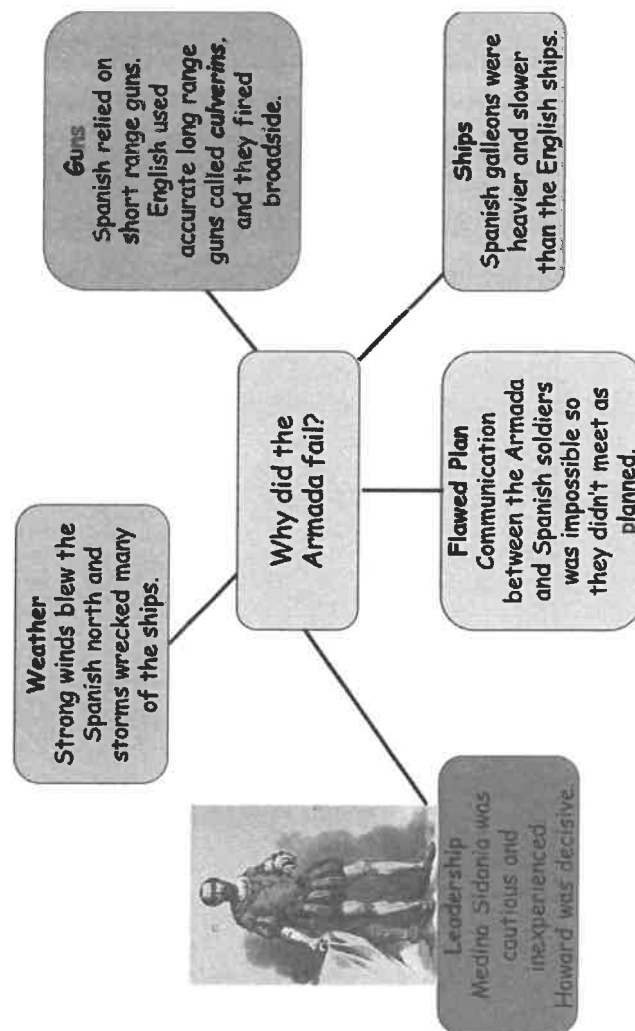 Why did the
Armada fail?
Weather
Strong winds blew the
Spanish north and
storms wrecked many
of the ships.
Guns
Spanish relied on
short range guns.
English used
accurate long range
guns called culverins,
and they fired
broadside.
Leadership
Medina Sidonia was
cautious and
inexperienced.
Howard was decisive.
Flawed Plan
Communication
between the Armada
and Spanish soldiers
was impossible so
they didn't meet as
planned.
Ships
Spanish galleons were
heavier and slower
than the English ships.